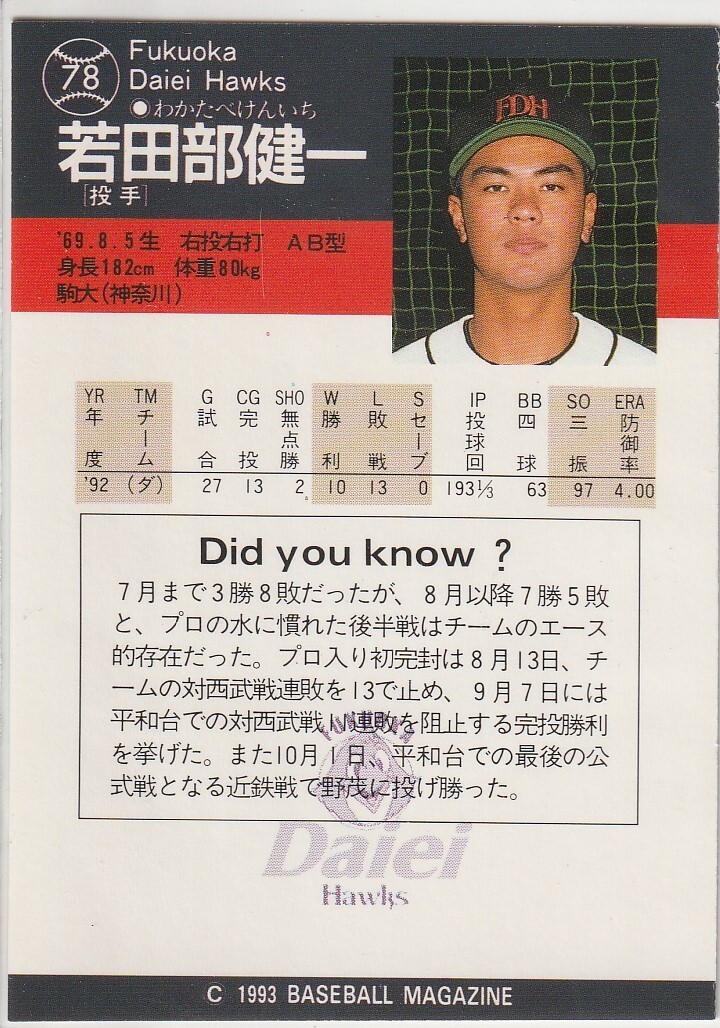 78
Fukuoka
Daiei Hawks
●わかたべけんいち
若田部健一
[投手]
'69.8.5生 右投右打 AB型
身長182cm 体重80kg
駒大(神奈川)
FDH
YR TM G CG SHO W L S IP BB SO ERA
年度 チーム 試合 完投 無点勝 勝利 敗戦 セーブ 投球回 四球 三振 防御率
'92 (ダ) 27 13 2 10 13 0 193⅓ 63 97 4.00
Did you know ?
7月まで3勝8敗だったが、8月以降7勝5敗
と、プロの水に慣れた後半戦はチームのエース
的存在だった。プロ入り初完封は8月13日、チ
ームの対西武戦連敗を13で止め、9月7日には
平和台での対西武戦11連敗を阻止する完投勝利
を挙げた。また10月1日、平和台での最後の公
式戦となる近鉄戦で野茂に投げ勝った。
FUKUOKA
Daiei
Hawks
C 1993 BASEBALL MAGAZINE